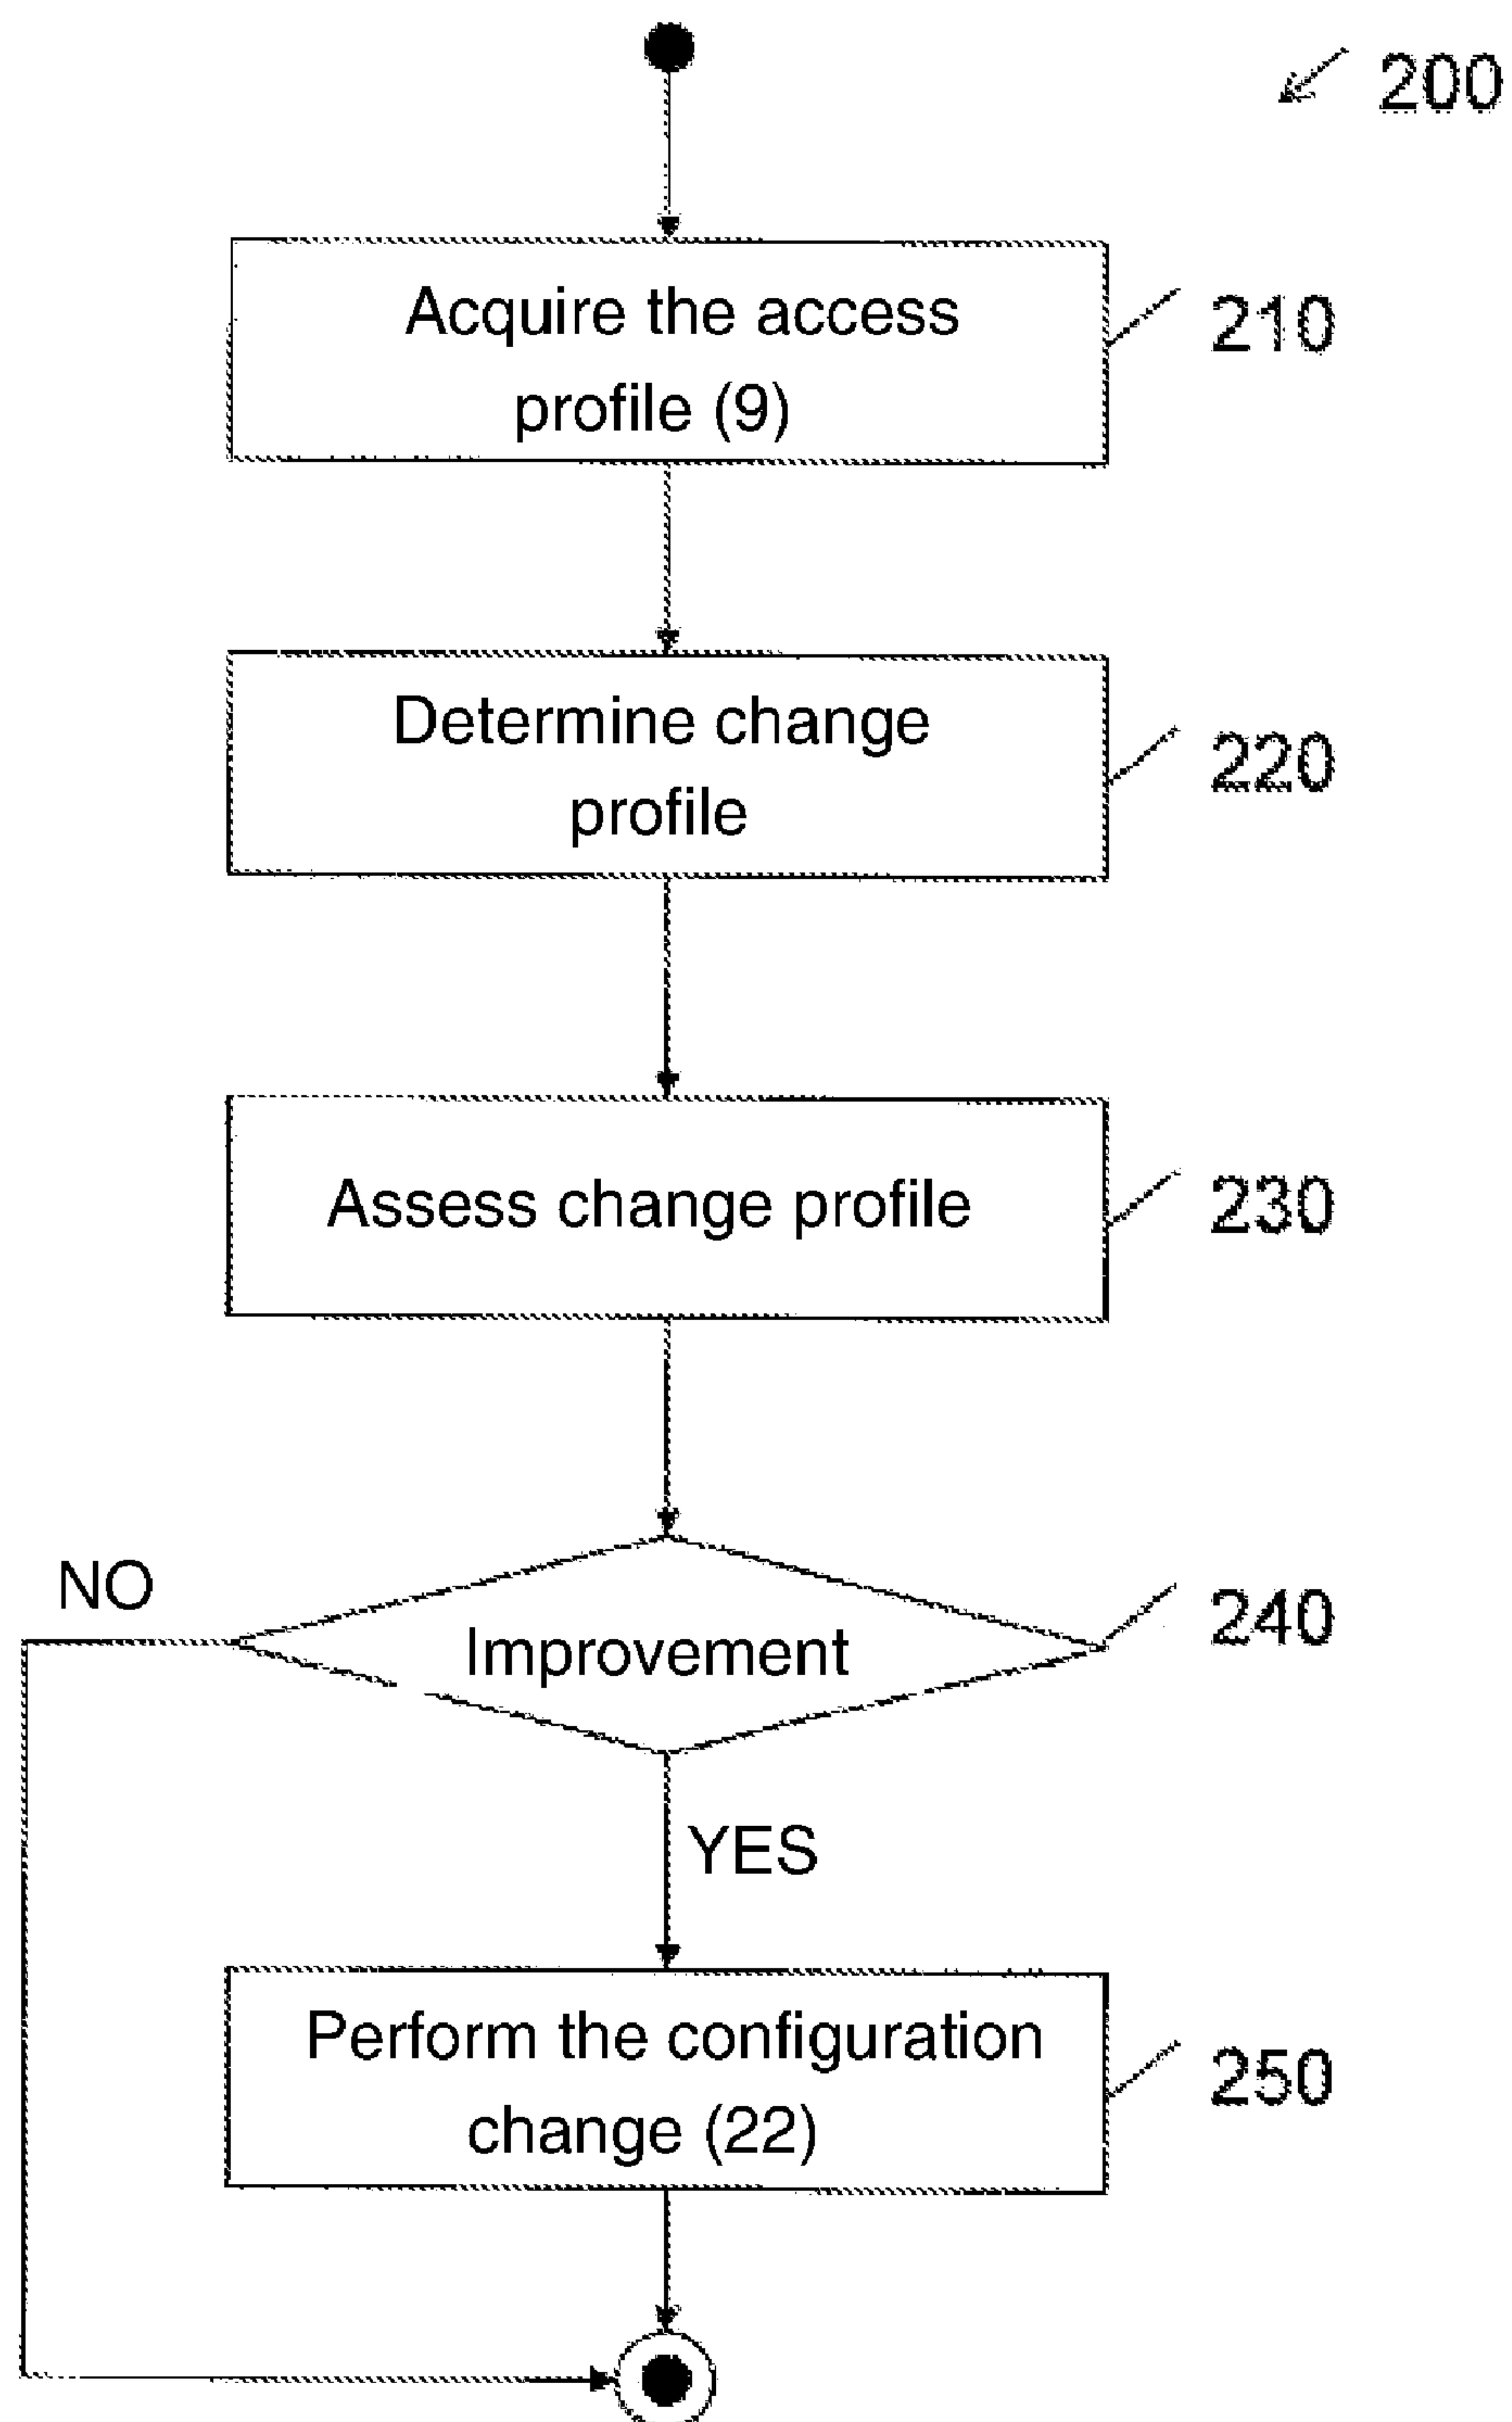 200
Acquire the access
profile (9)
210
Determine change
profile
220
Assess change profile
230
NO
Improvement
240
YES
Perform the configuration
change (22)
250